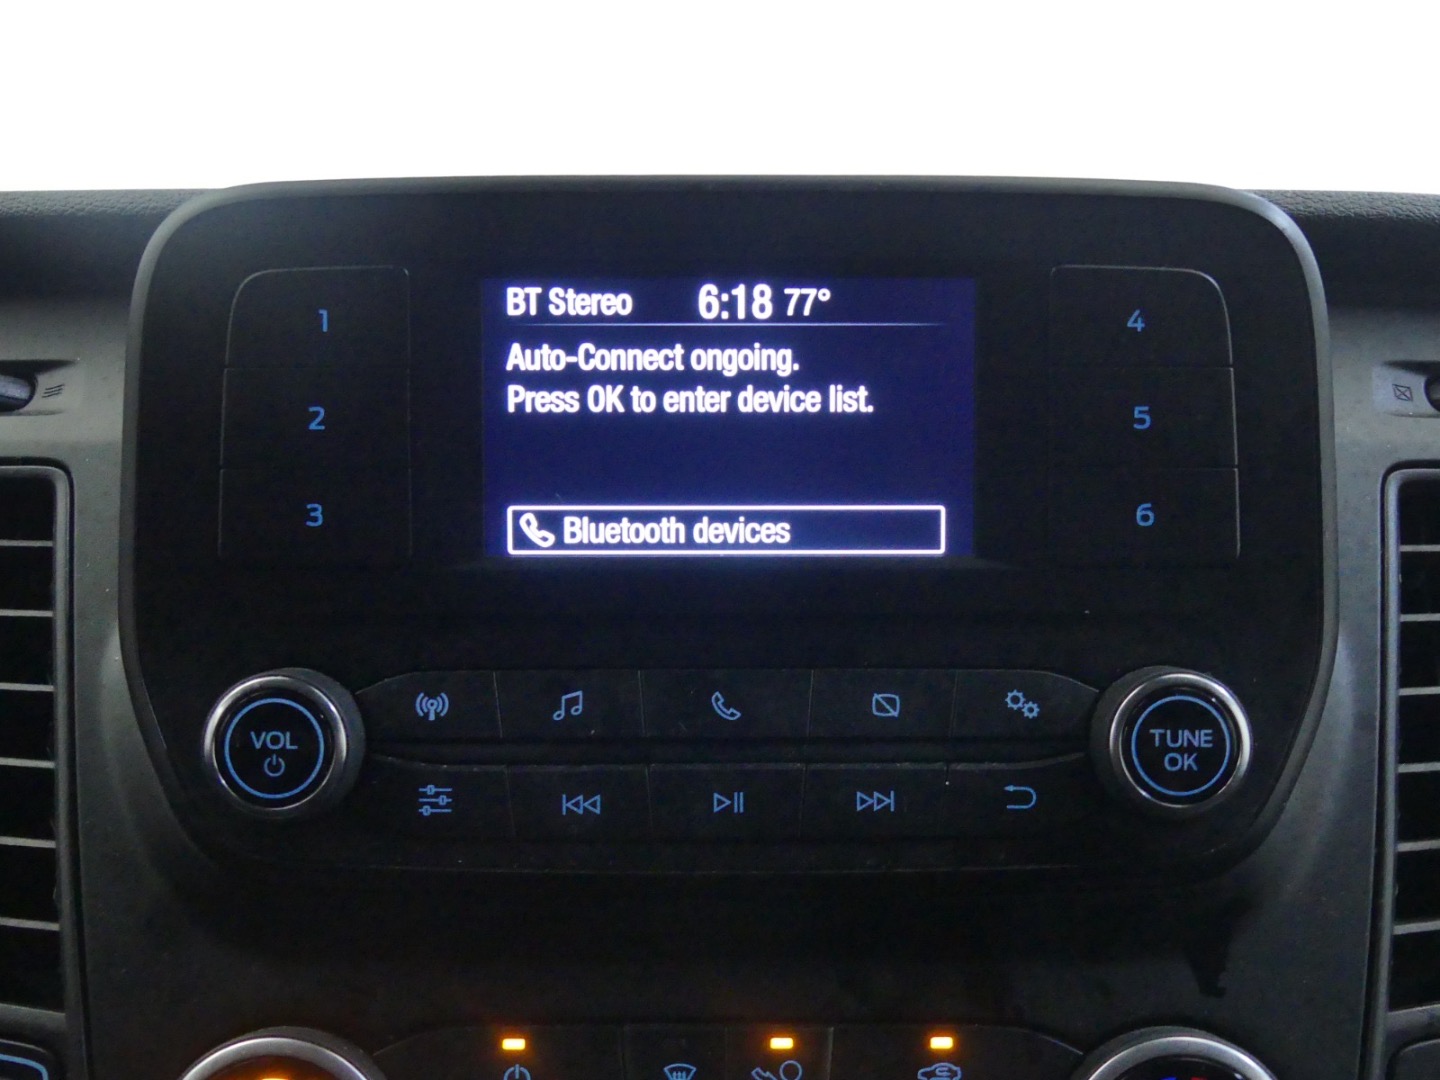 BT Stereo 6:18 77°
Auto-Connect ongoing.
Press OK to enter device list.
Bluetooth devices
1
2
3
4
5
6
VOL
TUNE
OK